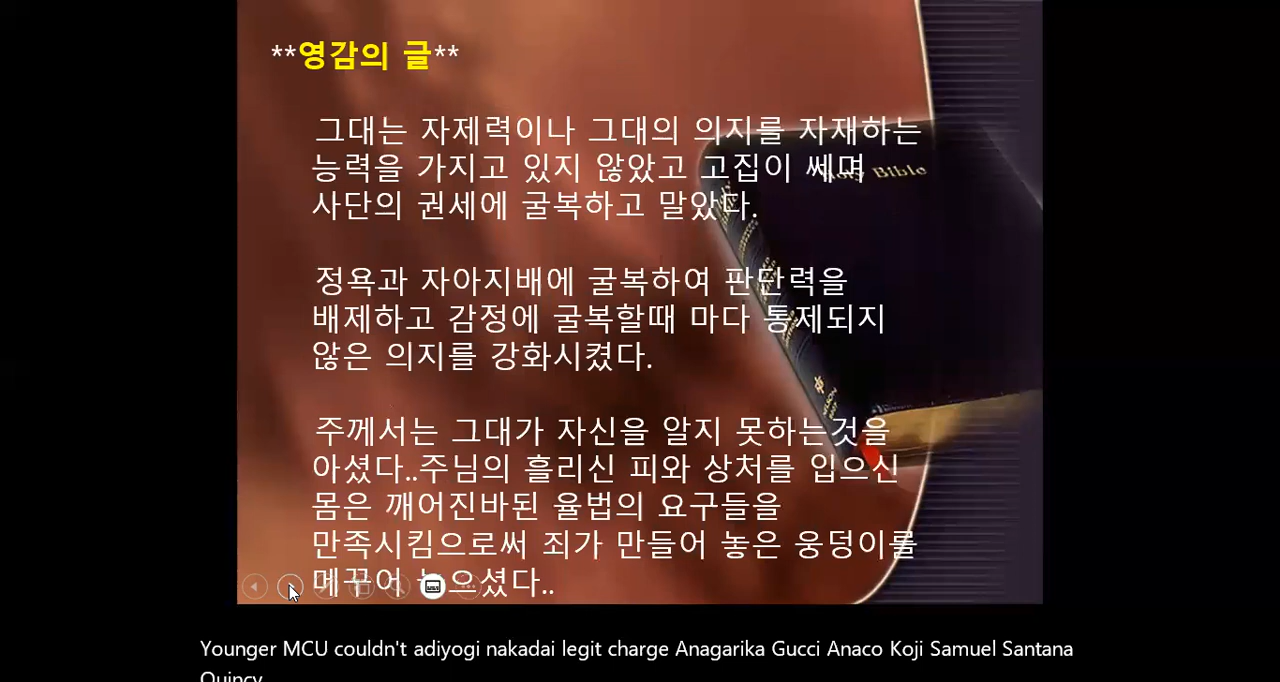 **영감의 글**
그대는 자제력이나 그대의 의지를 자재하는
능력을 가지고 있지 않았고 고집이 쎄며
사단의 권세에 굴복하고 말았다.
정욕과 자아지배에 굴복하여 판단력을
배제하고 감정에 굴복할때 마다 통제되지
않은 의지를 강화시켰다.
주께서는 그대가 자신을 알지 못하는것을
아셨다..주님의 흘리신 피와 상처를 입으신
몸은 깨어진바된 율법의 요구들을
만족시킴으로써 죄가 만들어 놓은 웅덩이를
메꾸어 으셨다..
Holy Bible
Younger MCU couldn't adiyogi nakadai legit charge Anagarika Gucci Anaco Koji Samuel Santana
Quincy